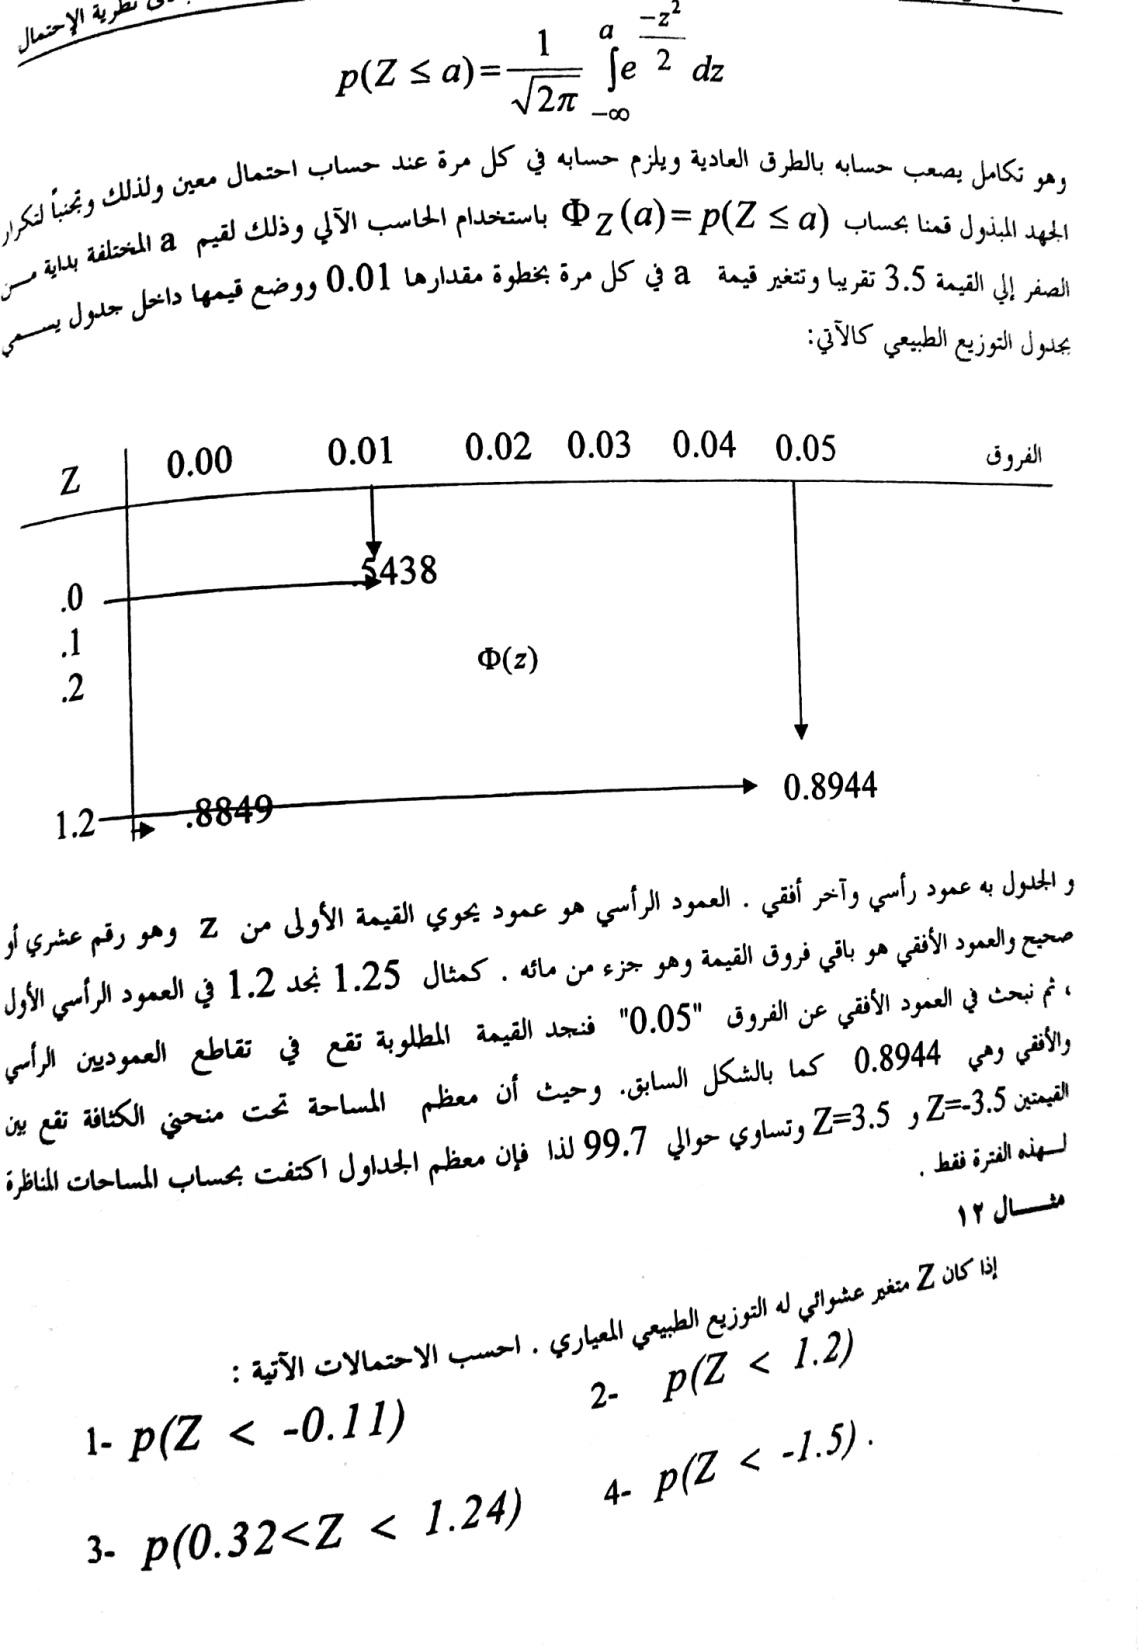 نظرية الإحتمال
p(Z ≤ a)= 1/√2π ∫_{-∞}^{a} e^{-z²/2} dz
وهو تكامل يصعب حسابه بالطرق العادية ويلزم حسابه في كل مرة عند حساب احتمال معين ولذلك وتجنباً لتكرار
الجهد المبذول قمنا بحساب Φ_Z(a)= p(Z ≤ a) باستخدام الحاسب الآلي وذلك لقيم a المختلفة بداية من
الصفر إلي القيمة 3.5 تقريبا وتتغير قيمة a في كل مرة بخطوة مقدارها 0.01 ووضع قيمها داخل جدول يسمي
بجدول التوزيع الطبيعي كالآتي:
Z 0.00 0.01 0.02 0.03 0.04 0.05 الفروق
.0 .5438
.1
Φ(z)
.2
1.2 .8849 0.8944
و الجدول به عمود رأسي وآخر أفقي . العمود الرأسي هو عمود يحوي القيمة الأولى من Z وهو رقم عشري أو
صحيح والعمود الأفقي هو باقي فروق القيمة وهو جزء من مائه . كمثال 1.25 نجد 1.2 في العمود الرأسي الأول
، ثم نبحث في العمود الأفقي عن الفروق "0.05" فنجد القيمة المطلوبة تقع في تقاطع العموديين الرأسي
والأفقي وهي 0.8944 كما بالشكل السابق. وحيث أن معظم المساحة تحت منحني الكثافة تقع بين
القيمتين Z=-3.5 و Z=3.5 وتساوي حوالي 99.7 لذا فإن معظم الجداول اكتفت بحساب المساحات المناظرة
لهذه الفترة فقط .
مثال ١٢
إذا كان Z متغير عشوائي له التوزيع الطبيعي المعياري . احسب الاحتمالات الآتية :
1- p(Z < -0.11) 2- p(Z < 1.2)
3- p(0.32<Z < 1.24) 4- p(Z < -1.5) .